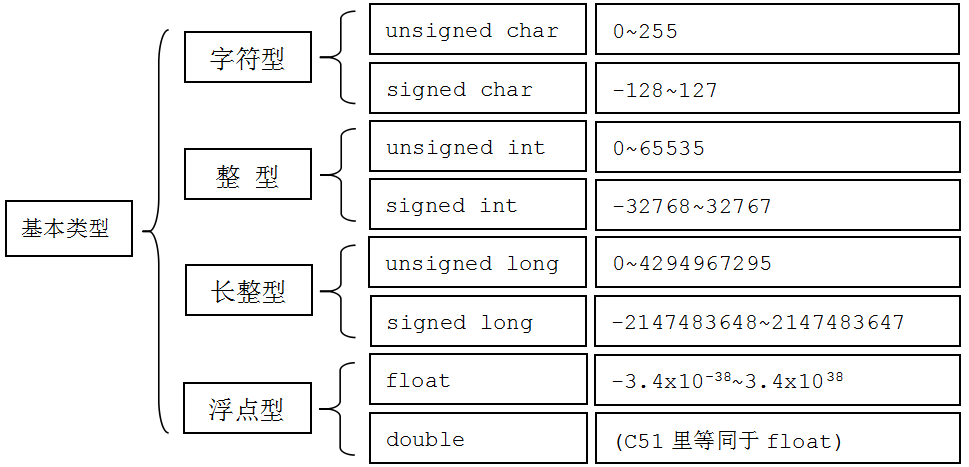 基本类型
字符型
unsigned char 0~255
signed char -128~127
整 型
unsigned int 0~65535
signed int -32768~32767
长整型
unsigned long 0~4294967295
signed long -2147483648~2147483647
浮点型
float -3.4x10⁻³⁸~3.4x10³⁸
double (C51 里等同于 float)